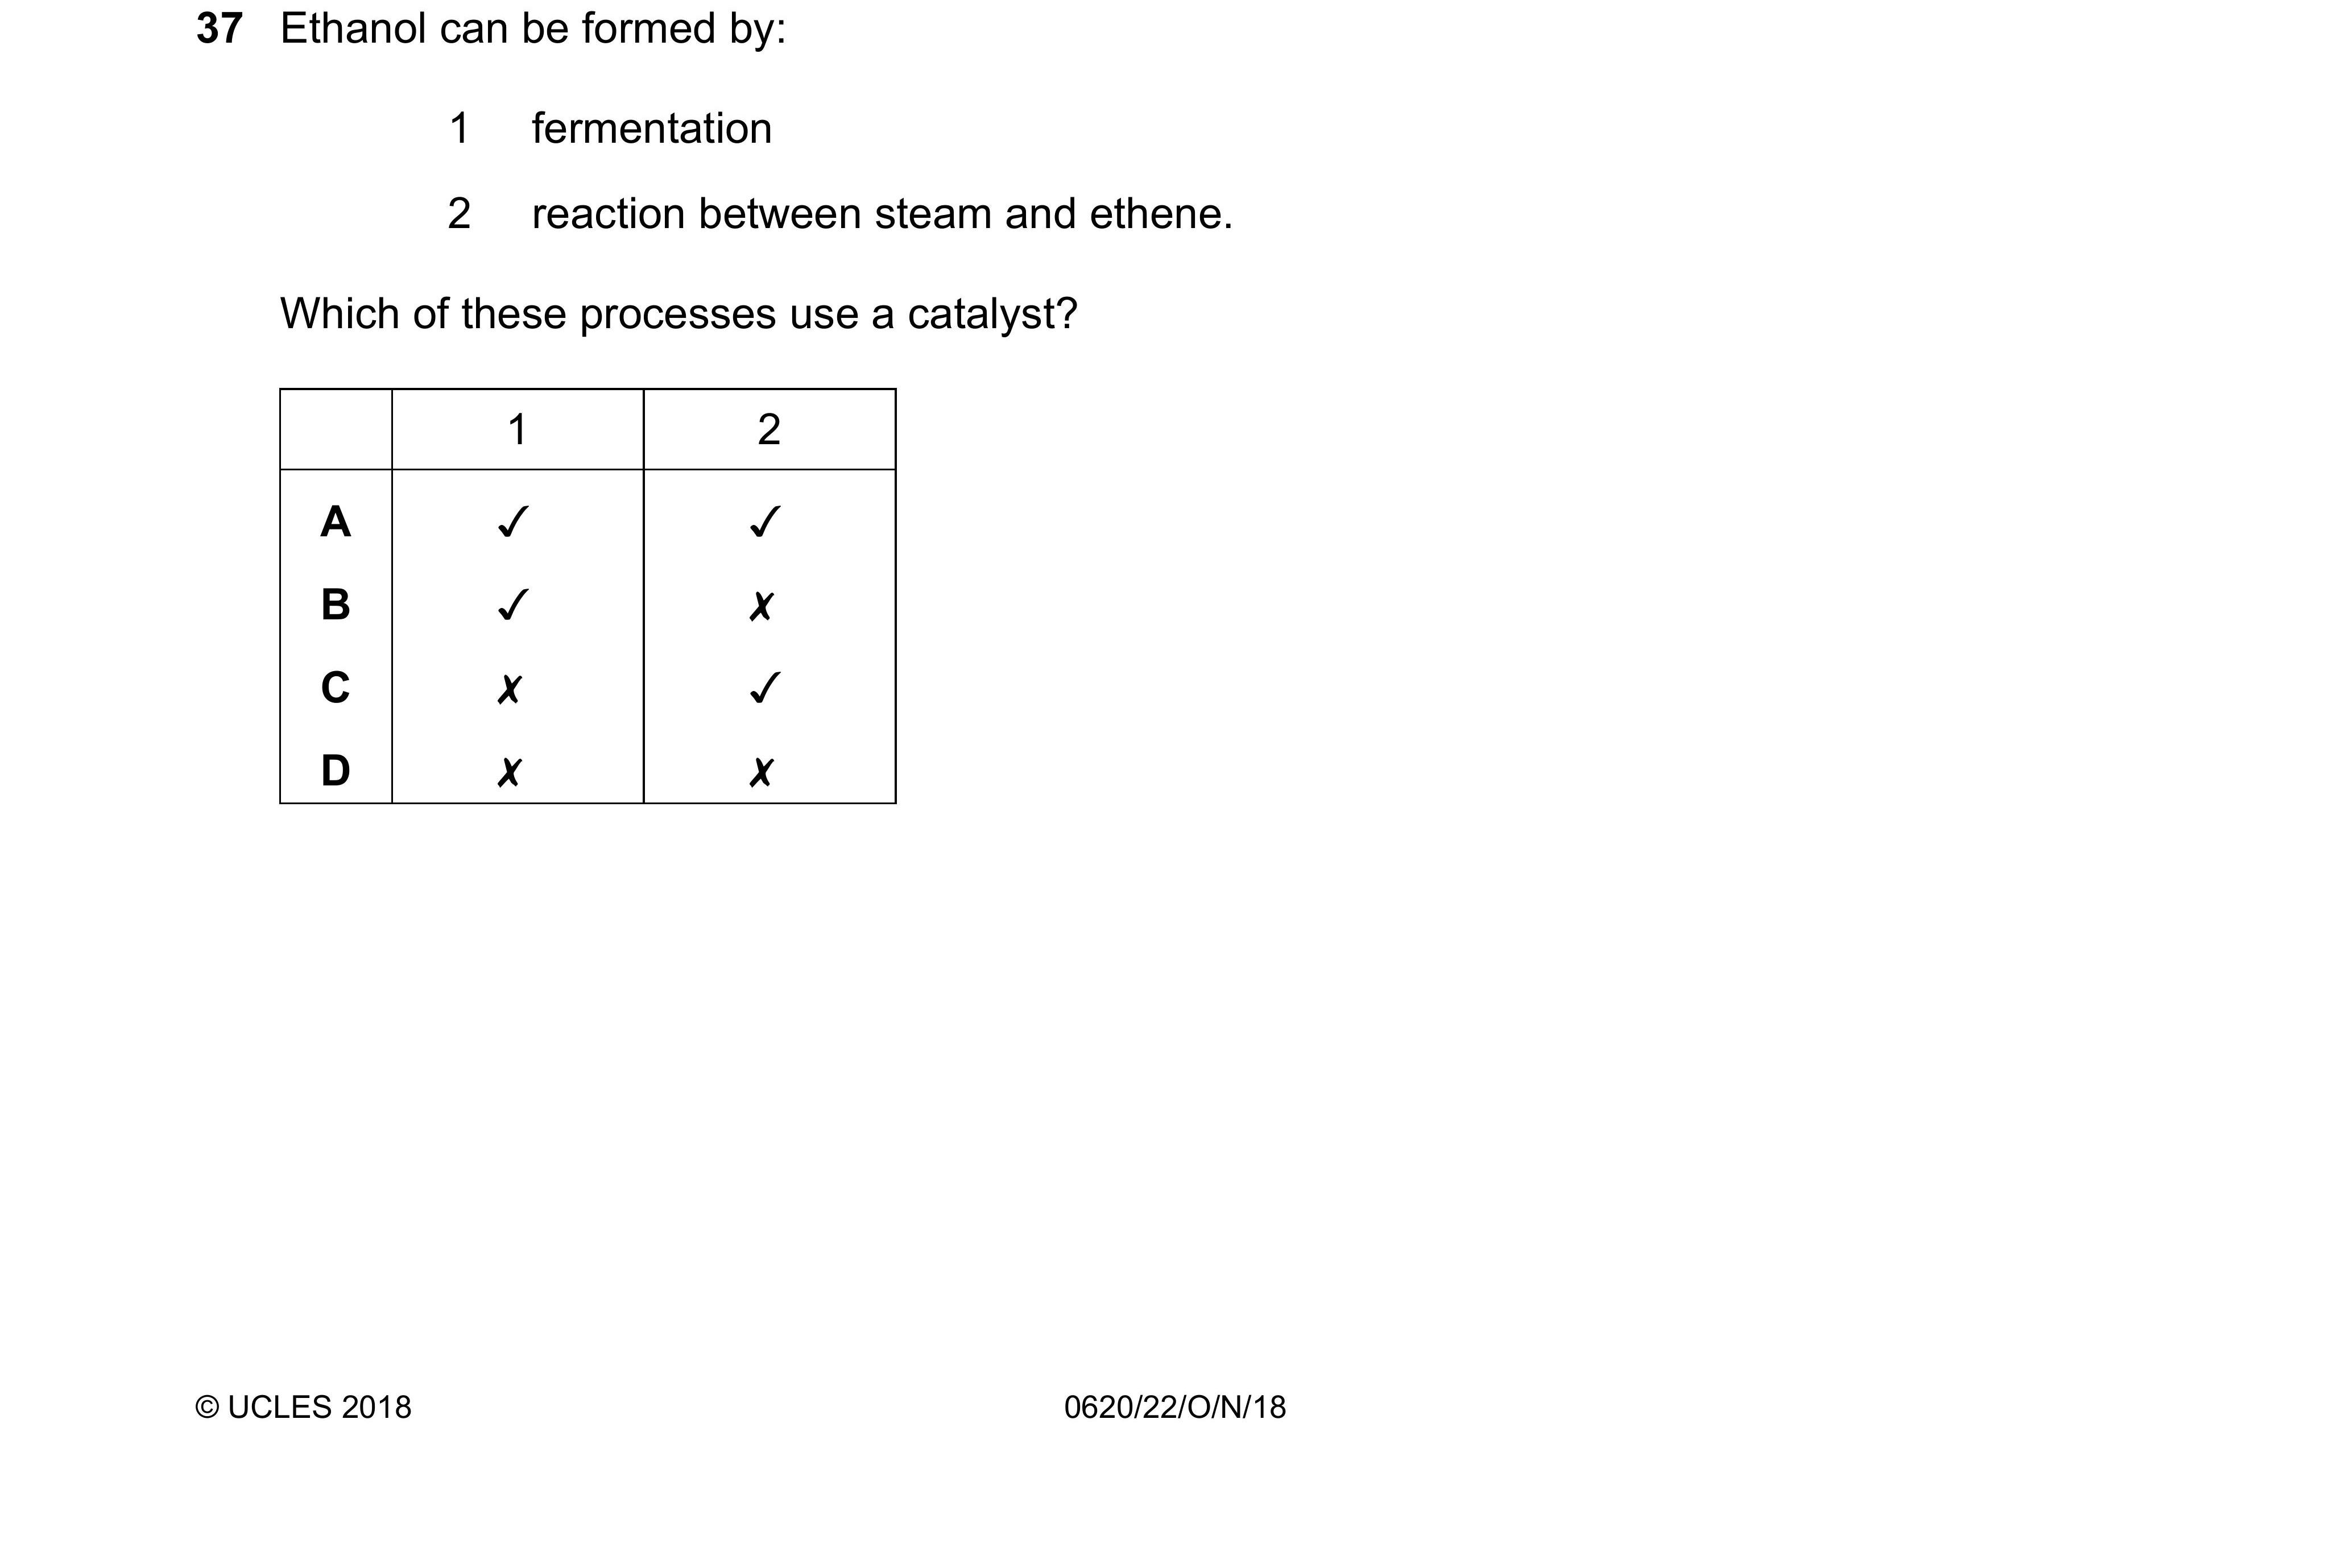 37 Ethanol can be formed by:
1 fermentation
2 reaction between steam and ethene.
Which of these processes use a catalyst?
1 2
A ✓ ✓
B ✓ ✗
C ✗ ✓
D ✗ ✗
© UCLES 2018 0620/22/O/N/18